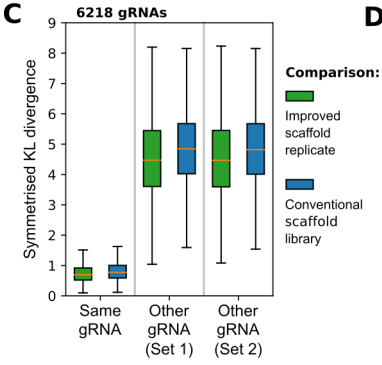 C
D
6218 gRNAs
Symmetrised KL divergence
9
8
7
6
5
4
3
2
1
0
Same
gRNA
Other
gRNA
(Set 1)
Other
gRNA
(Set 2)
Comparison:
Improved
scaffold
replicate
Conventional
scaffold
library